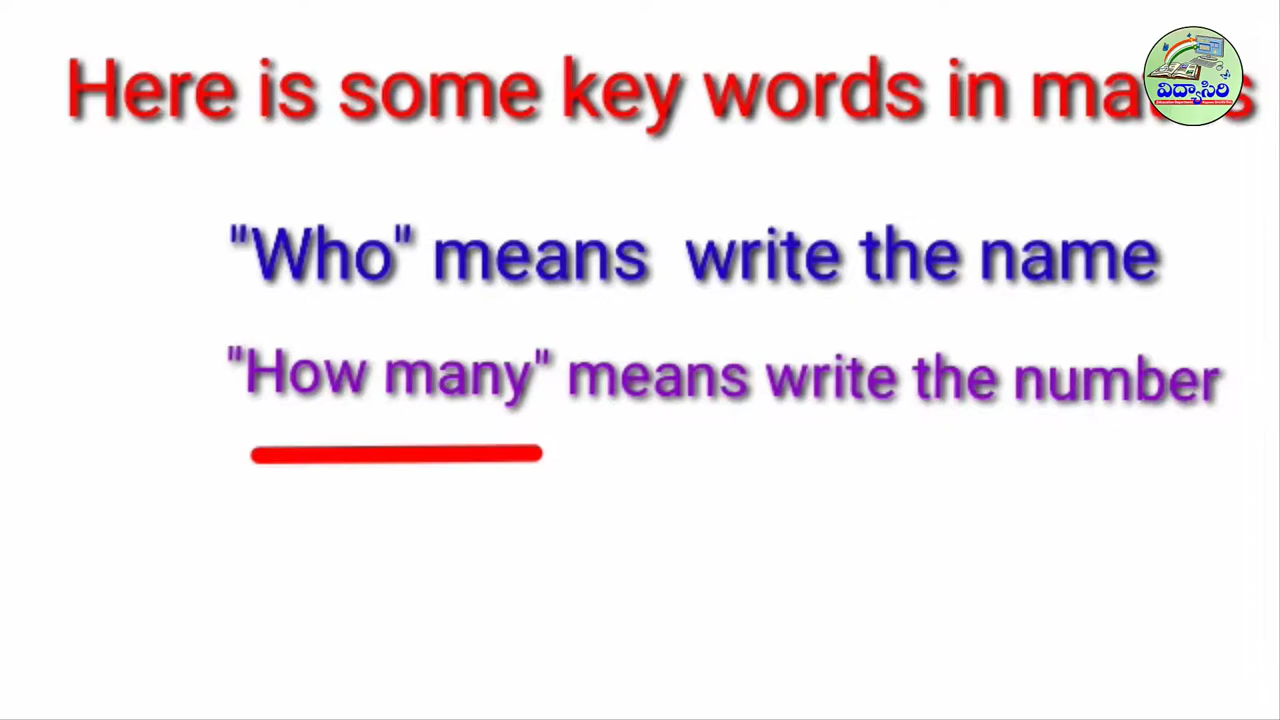 Here is some key words in
"Who" means write the name
"How many" means write the number
విద్యాసిరి